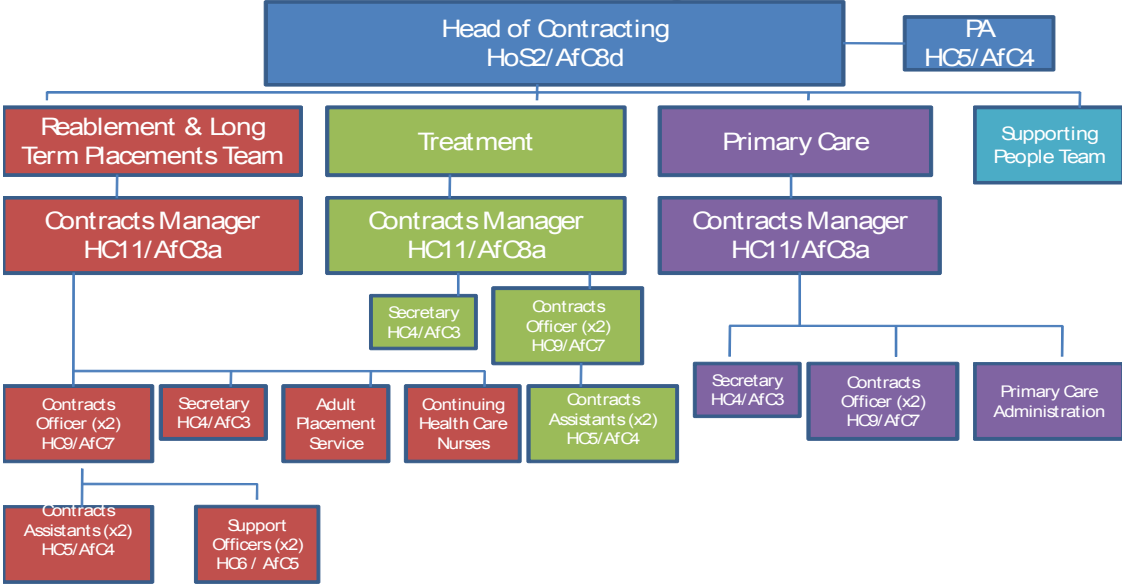 Head of Contracting
HoS2/AfC8d
PA
HC5/AfC4
Reablement & Long
Term Placements Team
Treatment
Primary Care
Supporting
People Team
Contracts Manager
HC11/AfC8a
Contracts Manager
HC11/AfC8a
Contracts Manager
HC11/AfC8a
Secretary
HC4/AfC3
Contracts
Officer (x2)
HC9/AfC7
Contracts
Officer (x2)
HC9/AfC7
Secretary
HC4/AfC3
Adult
Placement
Service
Continuing
Health Care
Nurses
Contracts
Assistants (x2)
HC5/AfC4
Secretary
HC4/AfC3
Contracts
Officer (x2)
HC9/AfC7
Primary Care
Administration
Contracts
Assistants (x2)
HC5/AfC4
Support
Officers (x2)
HC6 / AfC5